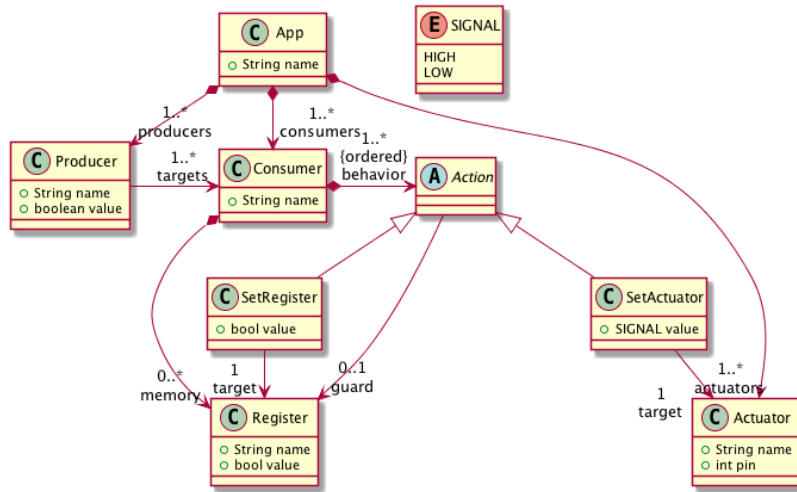 C App
String name
E SIGNAL
HIGH
LOW
1..*
producers
1..*
consumers
C Producer
String name
boolean value
1..*
targets
C Consumer
String name
1..*
{ordered}
behavior
A Action
C SetRegister
bool value
C SetActuator
SIGNAL value
0..*
memory
1
target
0..1
guard
1
target
1..*
actuators
C Register
String name
bool value
C Actuator
String name
int pin